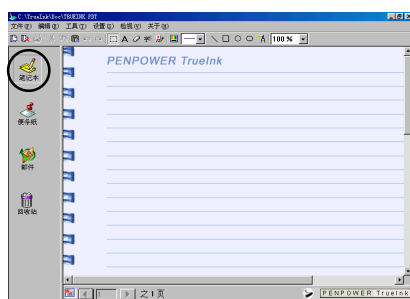 C:\TrueInk\Doc\TRUEINK.PDT
文件(F) 编辑(E) 工具(T) 设置(S) 检视(V) 关于(H)
A 100 %
PENPOWER TrueInk
笔记本
便条纸
邮件
回收站
1 之1页
PENPOWER TrueInk